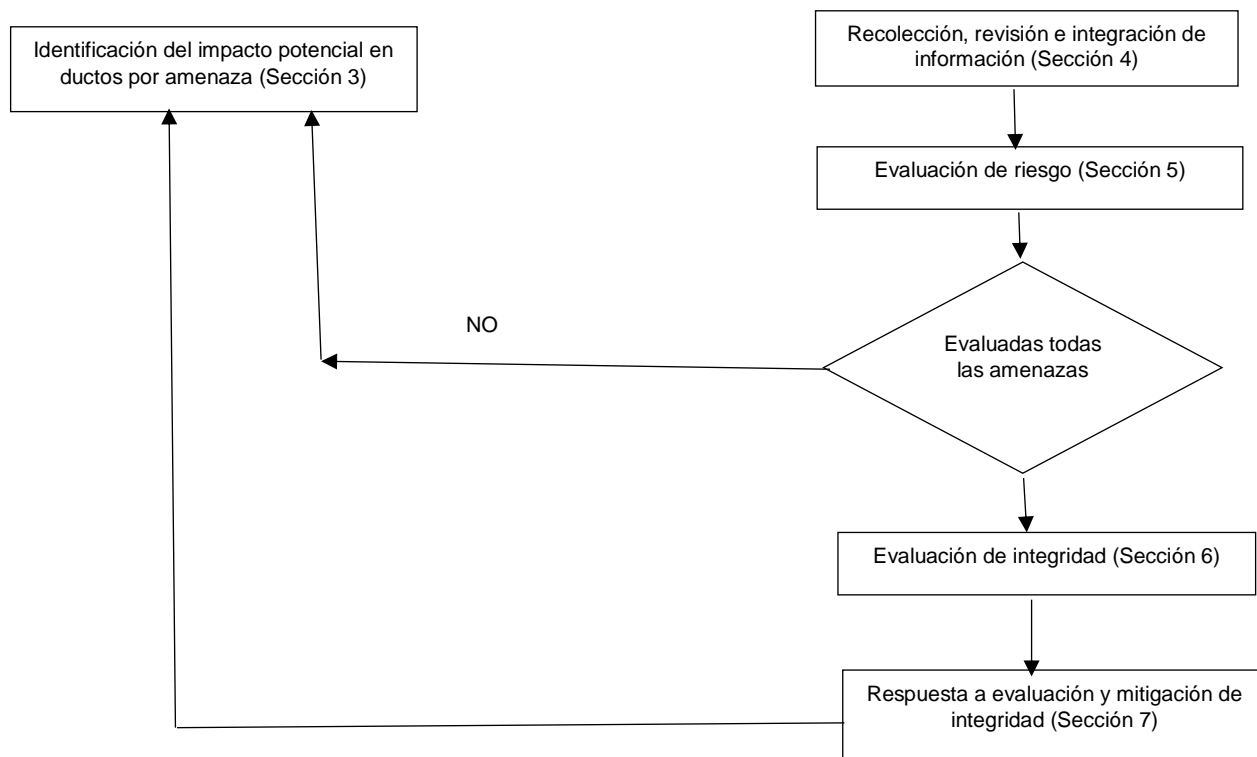 Identificación del impacto potencial en
ductos por amenaza (Sección 3)
Recolección, revisión e integración de
información (Sección 4)
Evaluación de riesgo (Sección 5)
NO
Evaluadas todas
las amenazas
Evaluación de integridad (Sección 6)
Respuesta a evaluación y mitigación de
integridad (Sección 7)